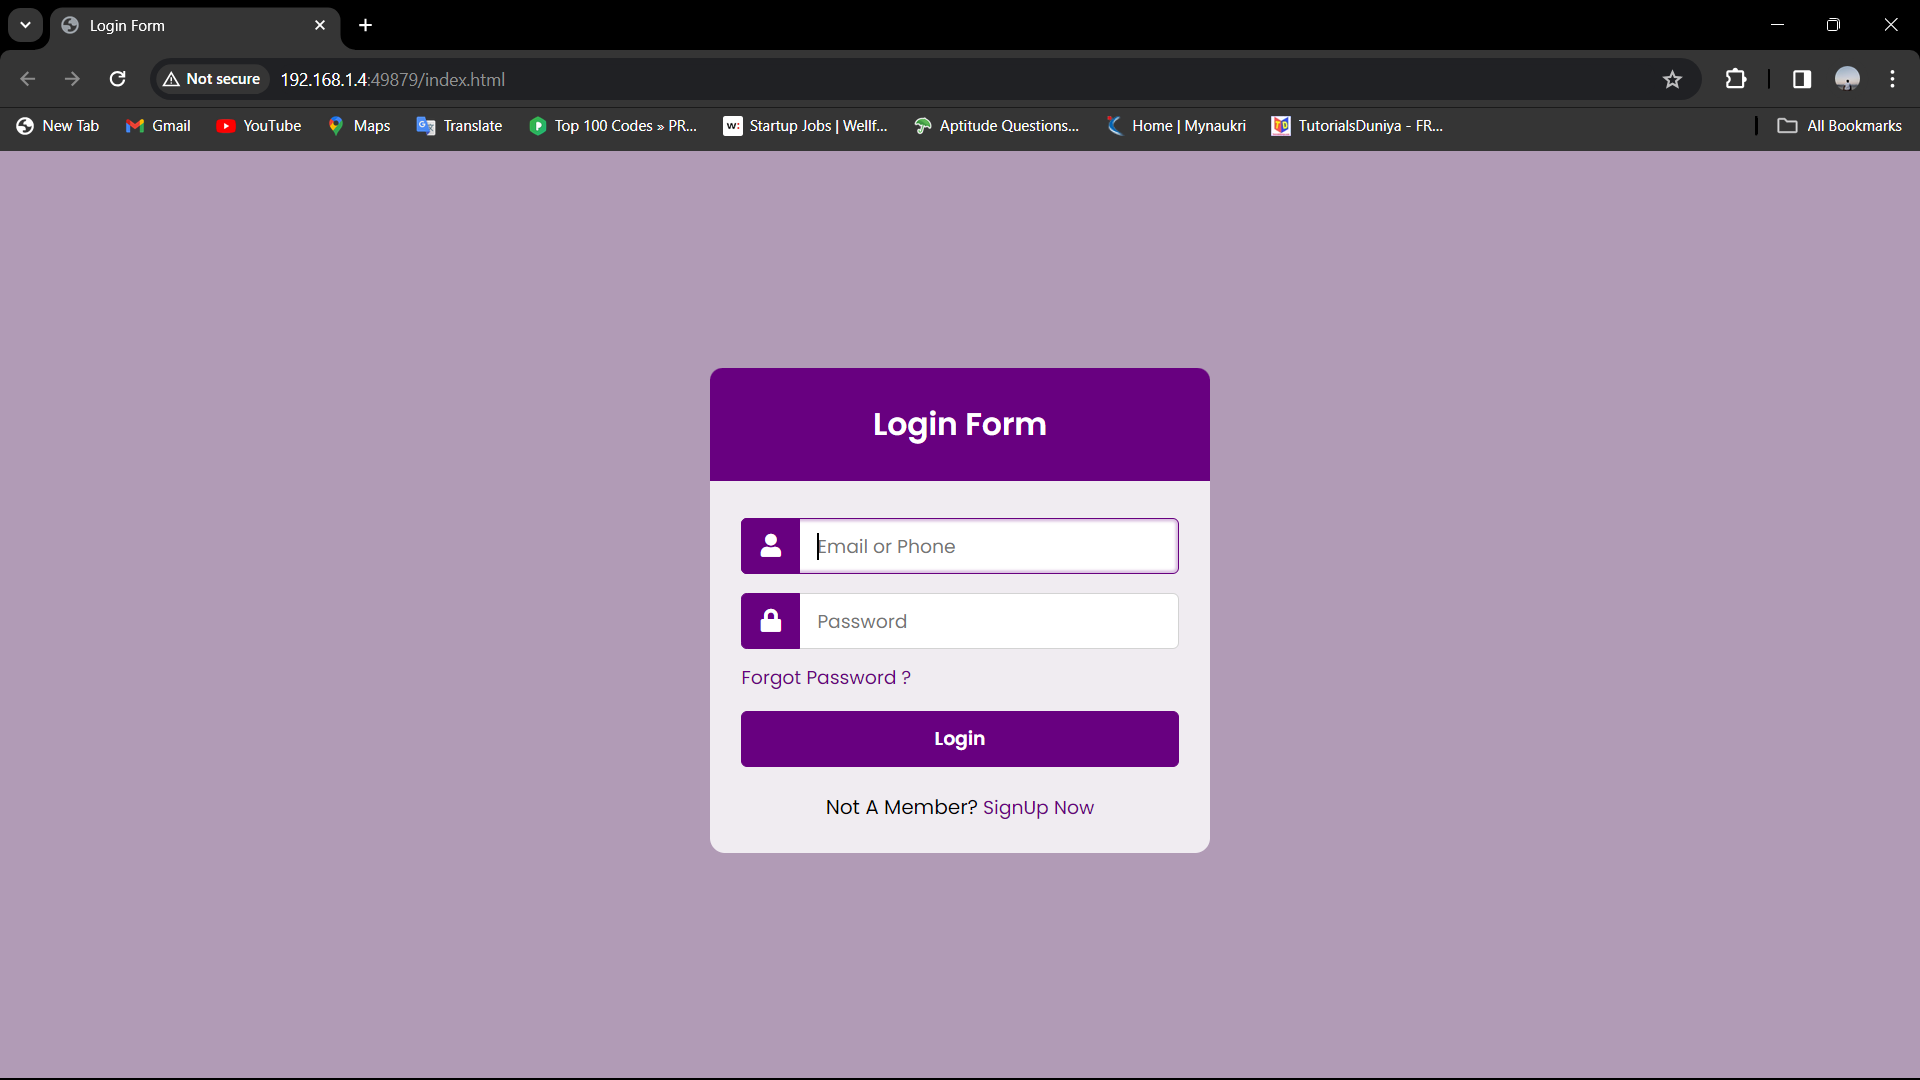 Login Form
Not secure 192.168.1.4:49879/index.html
New Tab Gmail YouTube Maps Translate Top 100 Codes » PR... Startup Jobs | Wellf... Aptitude Questions... Home | Mynaukri TutorialsDuniya - FR... All Bookmarks
Login Form
Email or Phone
Password
Forgot Password ?
Login
Not A Member? SignUp Now